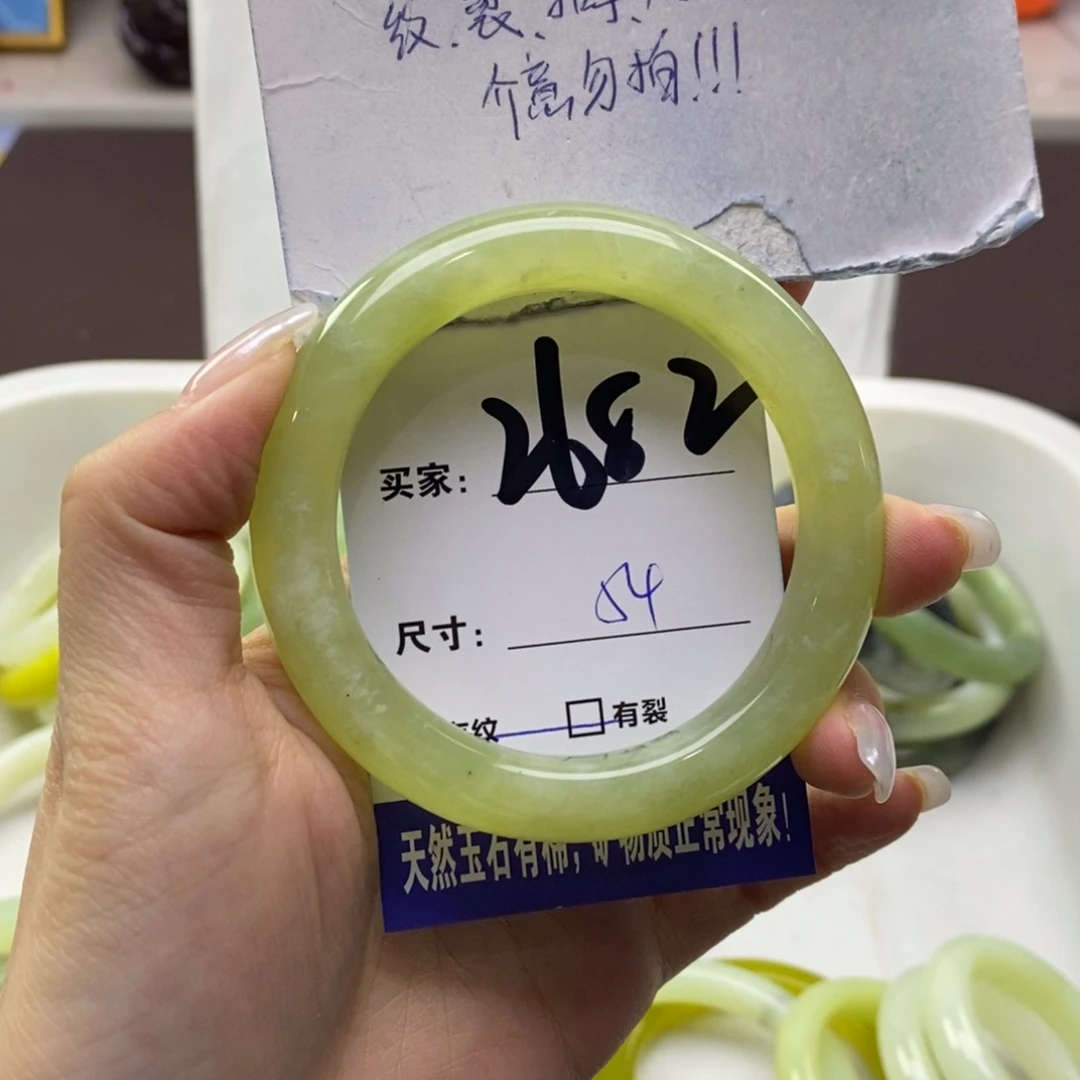 纹.裂.
介意勿拍!!!
买家:
尺寸: 54
纹 □有裂
天然玉石有棉,矿物质正常现象!